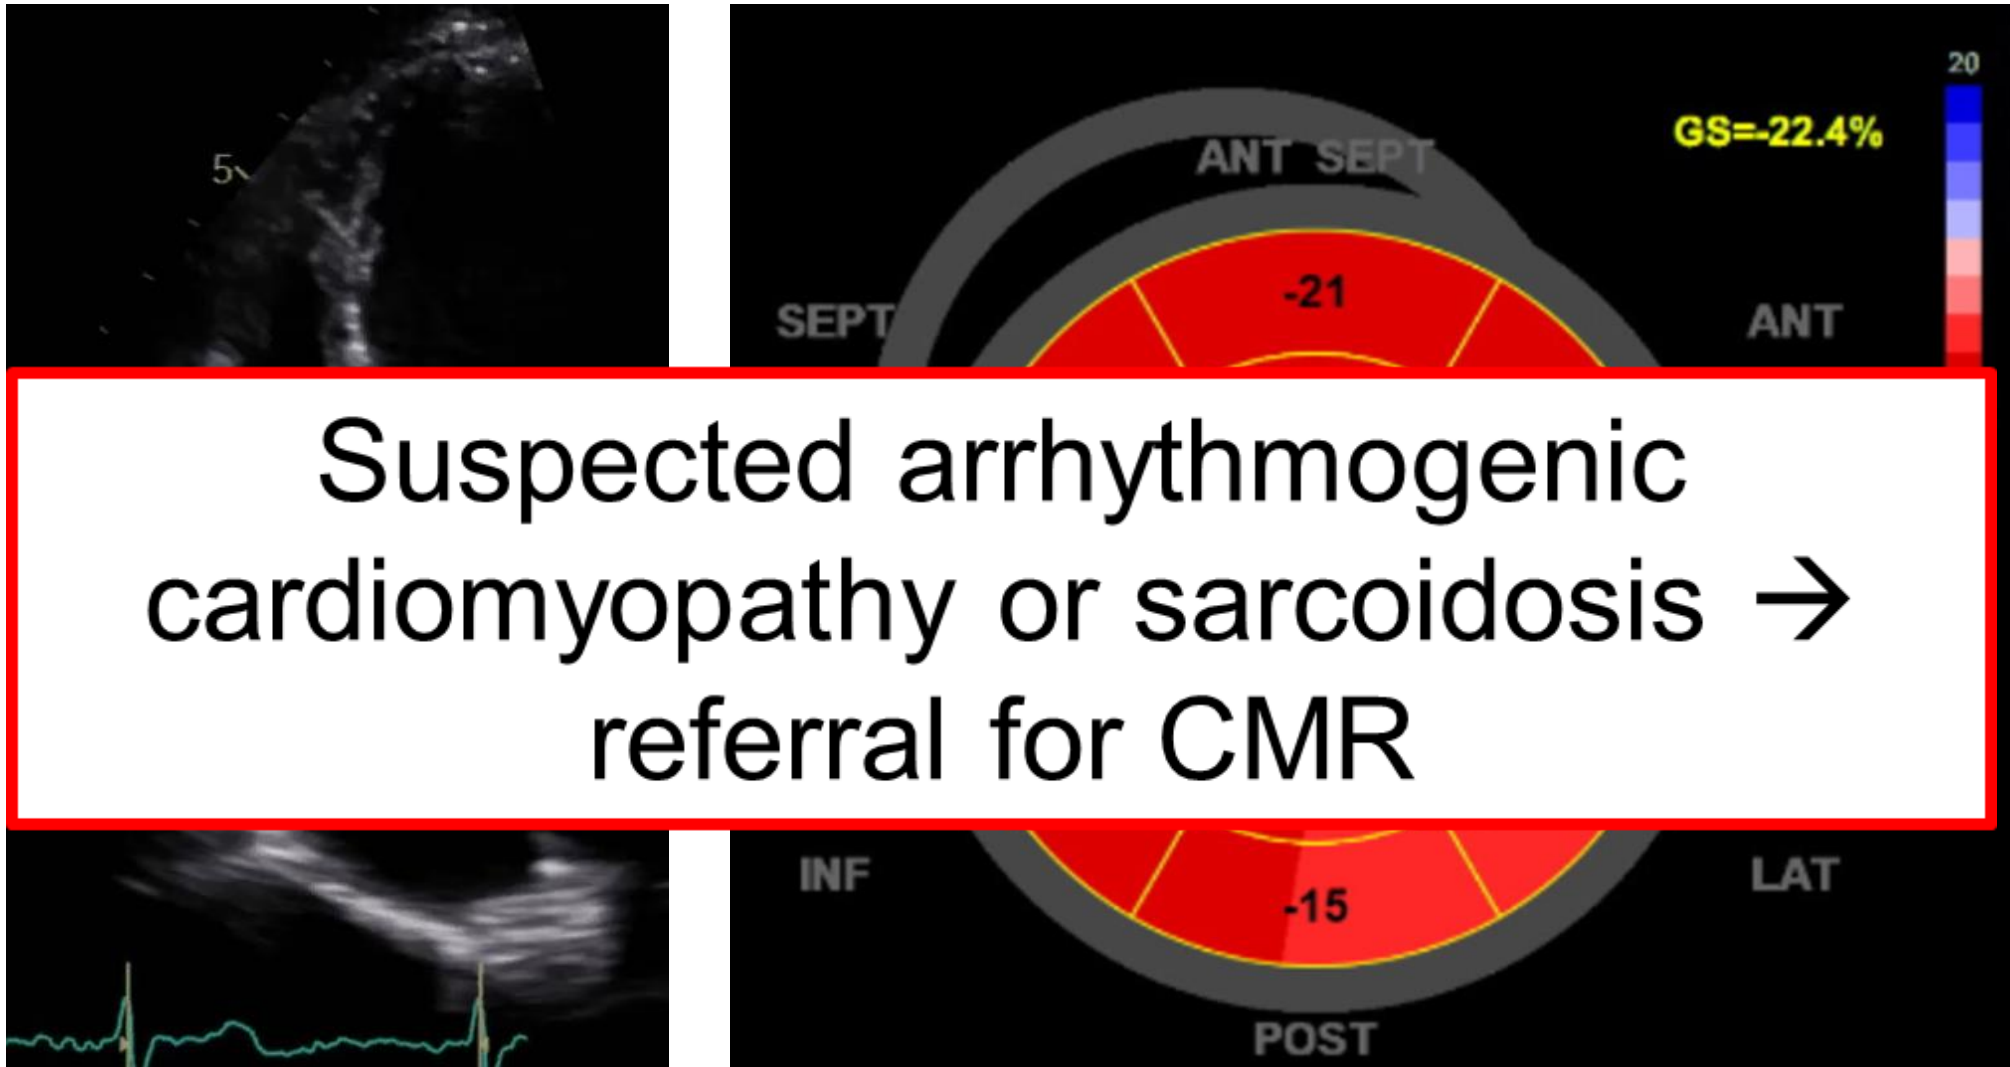 20
GS=-22.4%
5
ANT SEPT
-21
SEPT
ANT
Suspected arrhythmogenic
cardiomyopathy or sarcoidosis →
referral for CMR
INF
LAT
-15
POST